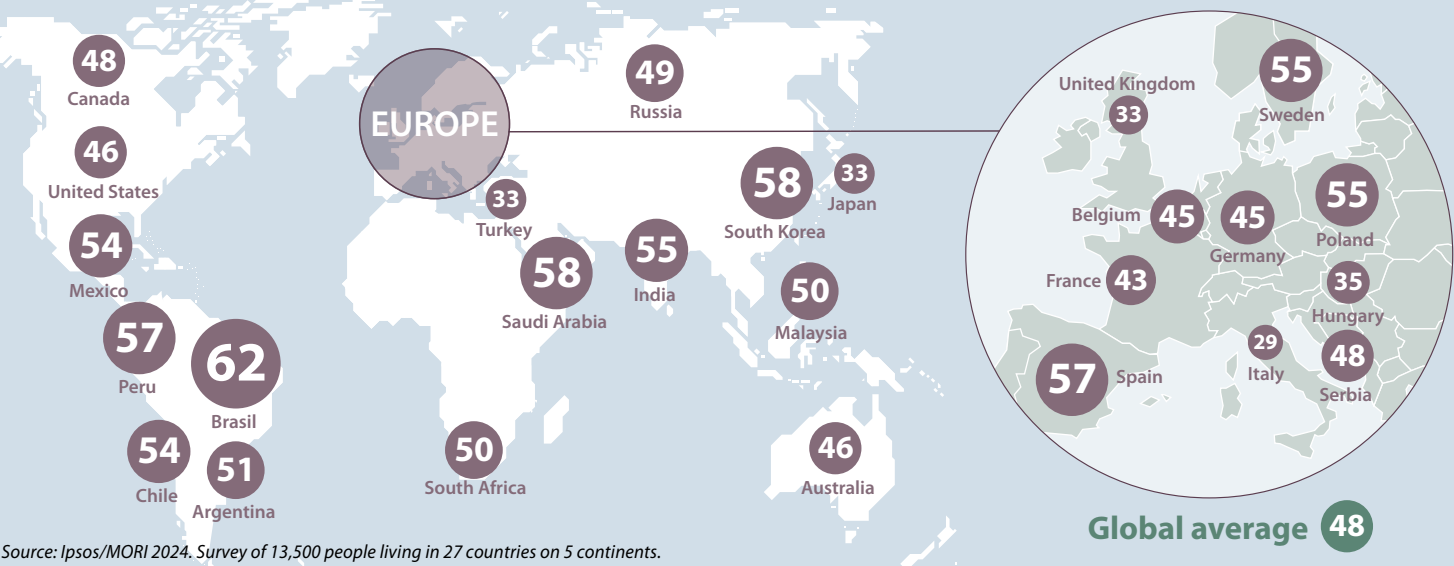 48
Canada
46
United States
54
Mexico
57
Peru
62
Brasil
54
Chile
51
Argentina
EUROPE
49
Russia
33
Turkey
58
Saudi Arabia
55
India
58
South Korea
33
Japan
50
Malaysia
50
South Africa
46
Australia
United Kingdom
33
55
Sweden
Belgium 45
45
Germany
55
Poland
France 43
35
Hungary
29
Italy
48
Serbia
57 Spain
Global average 48
Source: Ipsos/MORI 2024. Survey of 13,500 people living in 27 countries on 5 continents.